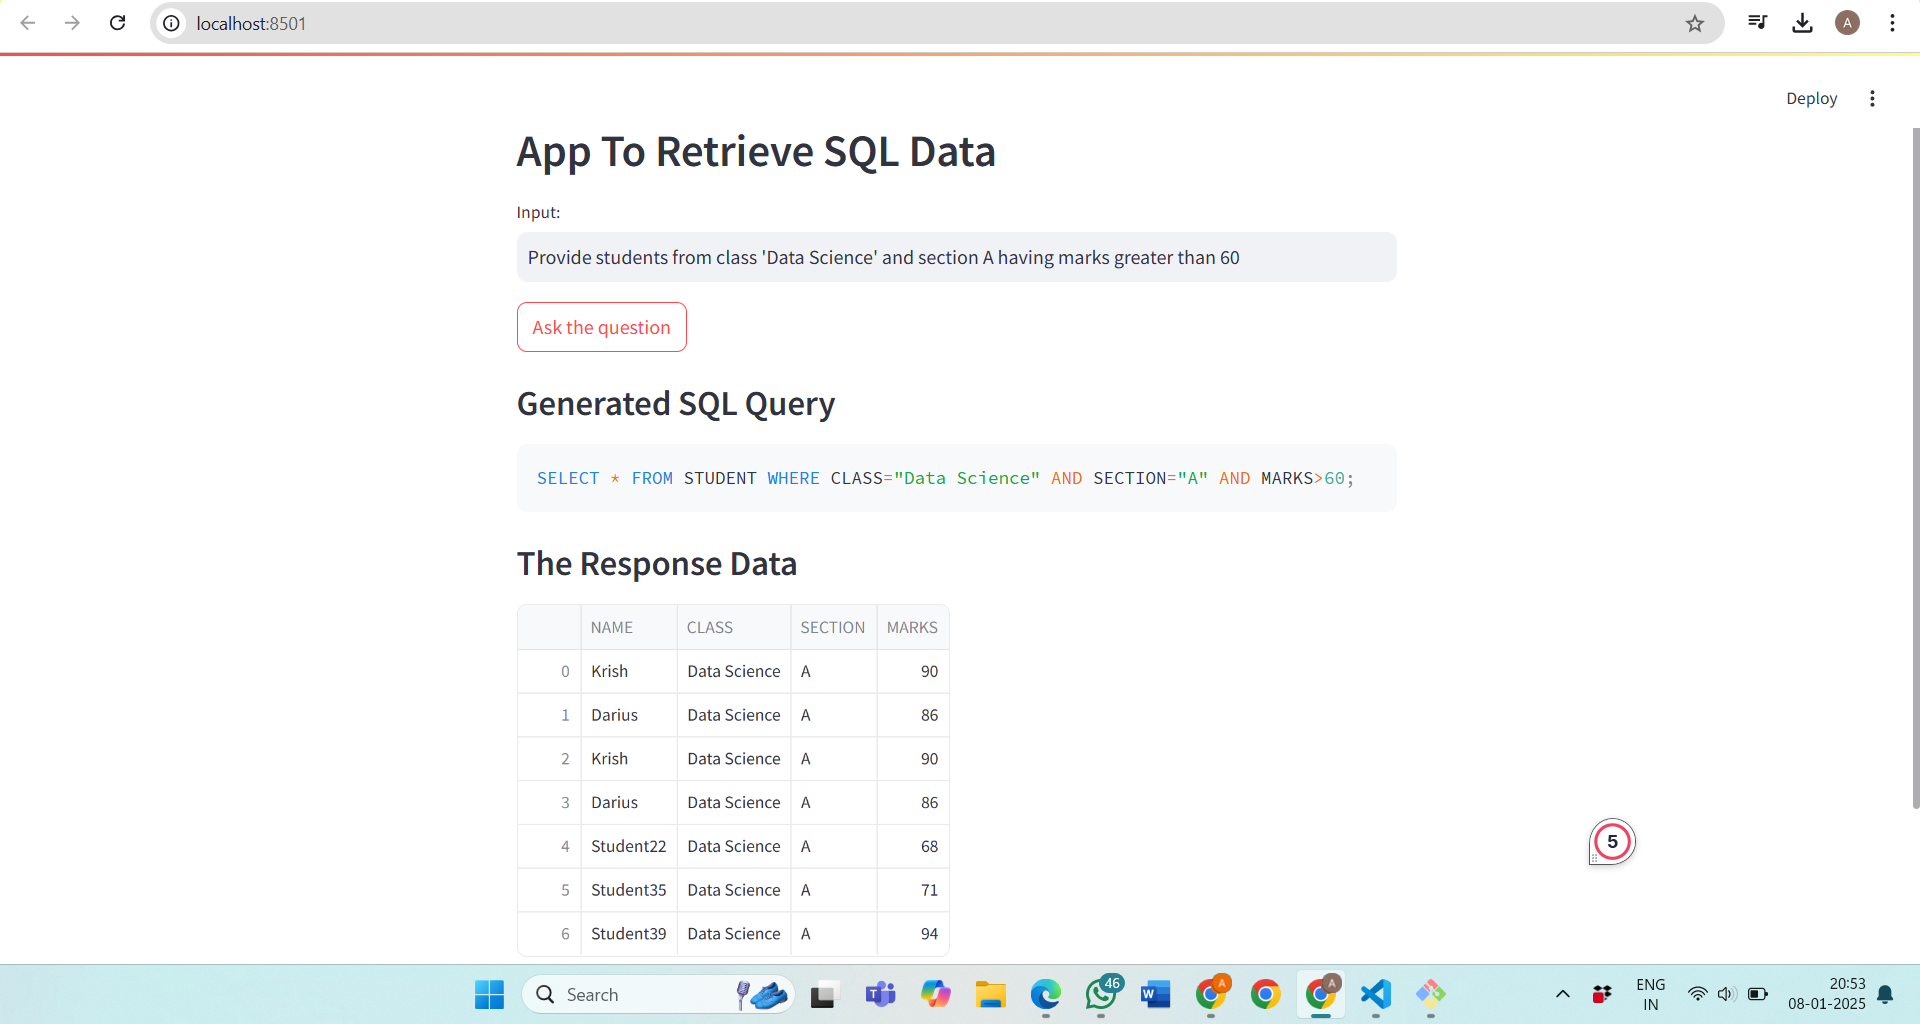 localhost:8501
A
Deploy
App To Retrieve SQL Data
Input:
Provide students from class 'Data Science' and section A having marks greater than 60
Ask the question
Generated SQL Query
SELECT * FROM STUDENT WHERE CLASS="Data Science" AND SECTION="A" AND MARKS>60;
The Response Data
NAME CLASS SECTION MARKS
0 Krish Data Science A 90
1 Darius Data Science A 86
2 Krish Data Science A 90
3 Darius Data Science A 86
4 Student22 Data Science A 68
5 Student35 Data Science A 71
6 Student39 Data Science A 94
5
Search
T
46
W
A
A
ENG
IN
20:53
08-01-2025